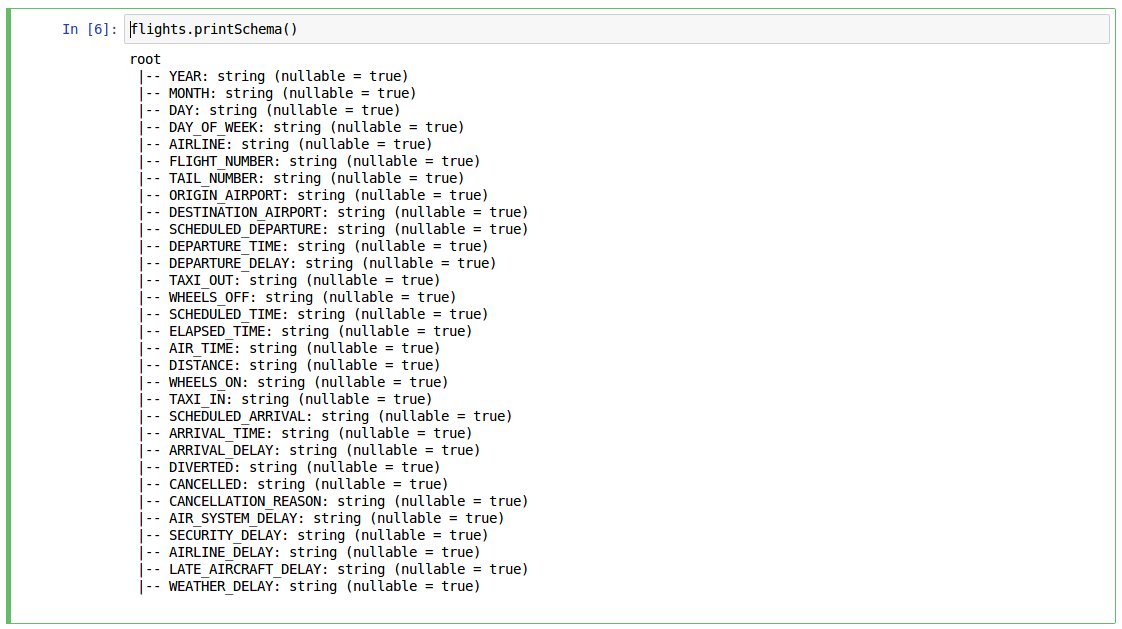 In [6]: flights.printSchema()
root
 |-- YEAR: string (nullable = true)
 |-- MONTH: string (nullable = true)
 |-- DAY: string (nullable = true)
 |-- DAY_OF_WEEK: string (nullable = true)
 |-- AIRLINE: string (nullable = true)
 |-- FLIGHT_NUMBER: string (nullable = true)
 |-- TAIL_NUMBER: string (nullable = true)
 |-- ORIGIN_AIRPORT: string (nullable = true)
 |-- DESTINATION_AIRPORT: string (nullable = true)
 |-- SCHEDULED_DEPARTURE: string (nullable = true)
 |-- DEPARTURE_TIME: string (nullable = true)
 |-- DEPARTURE_DELAY: string (nullable = true)
 |-- TAXI_OUT: string (nullable = true)
 |-- WHEELS_OFF: string (nullable = true)
 |-- SCHEDULED_TIME: string (nullable = true)
 |-- ELAPSED_TIME: string (nullable = true)
 |-- AIR_TIME: string (nullable = true)
 |-- DISTANCE: string (nullable = true)
 |-- WHEELS_ON: string (nullable = true)
 |-- TAXI_IN: string (nullable = true)
 |-- SCHEDULED_ARRIVAL: string (nullable = true)
 |-- ARRIVAL_TIME: string (nullable = true)
 |-- ARRIVAL_DELAY: string (nullable = true)
 |-- DIVERTED: string (nullable = true)
 |-- CANCELLED: string (nullable = true)
 |-- CANCELLATION_REASON: string (nullable = true)
 |-- AIR_SYSTEM_DELAY: string (nullable = true)
 |-- SECURITY_DELAY: string (nullable = true)
 |-- AIRLINE_DELAY: string (nullable = true)
 |-- LATE_AIRCRAFT_DELAY: string (nullable = true)
 |-- WEATHER_DELAY: string (nullable = true)